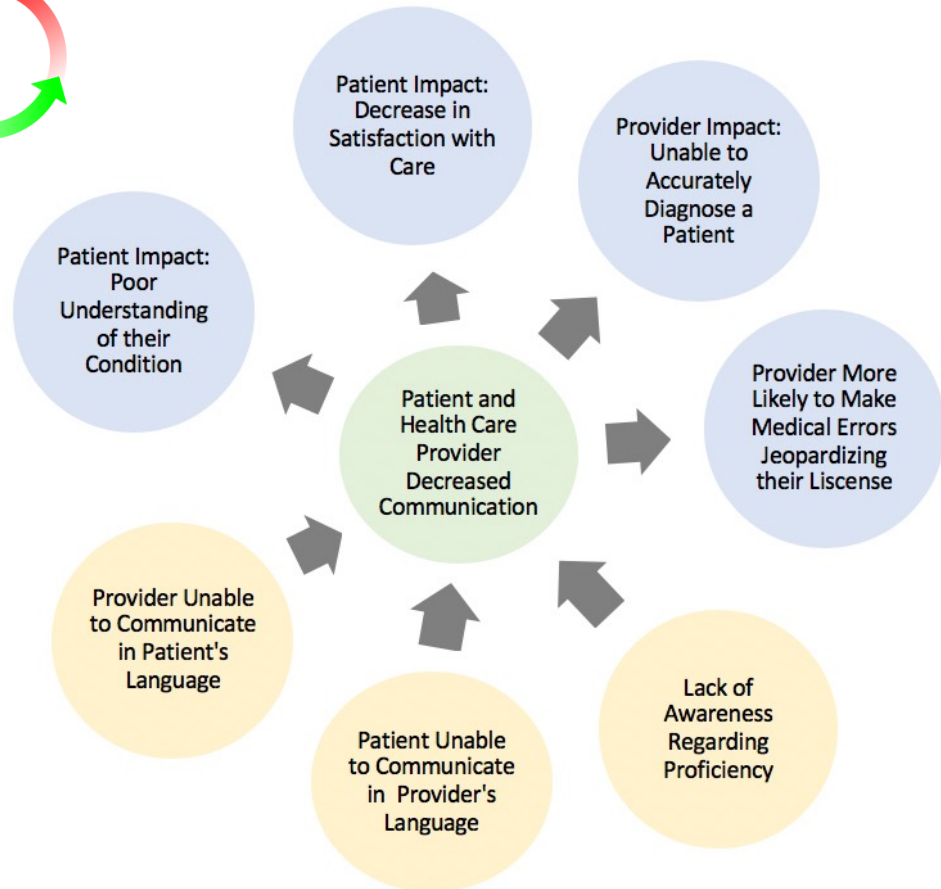 Patient Impact:
Decrease in
Satisfaction with
Care
Provider Impact:
Unable to
Accurately
Diagnose a
Patient
Patient Impact:
Poor
Understanding
of their
Condition
Patient and
Health Care
Provider
Decreased
Communication
Provider More
Likely to Make
Medical Errors
Jeopardizing
their Liscense
Provider Unable
to Communicate
in Patient's
Language
Patient Unable
to Communicate
in Provider's
Language
Lack of
Awareness
Regarding
Proficiency